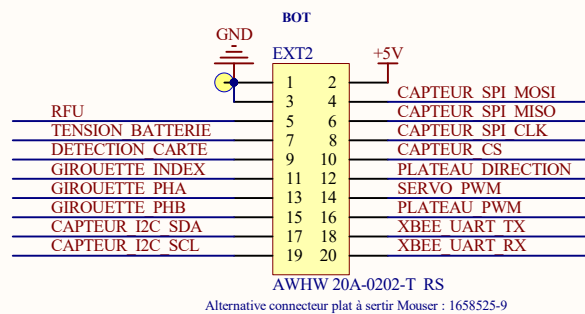 BOT
GND
EXT2
+5V
1 2
3 4 CAPTEUR_SPI_MOSI
RFU 5 6 CAPTEUR_SPI_MISO
TENSION_BATTERIE 7 8 CAPTEUR_SPI_CLK
DETECTION_CARTE 9 10 CAPTEUR_CS
GIROUETTE_INDEX 11 12 PLATEAU_DIRECTION
GIROUETTE_PHA 13 14 SERVO_PWM
GIROUETTE_PHB 15 16 PLATEAU_PWM
CAPTEUR_I2C_SDA 17 18 XBEE_UART_TX
CAPTEUR_I2C_SCL 19 20 XBEE_UART_RX
AWHW 20A-0202-T RS
Alternative connecteur plat à sertir Mouser : 1658525-9